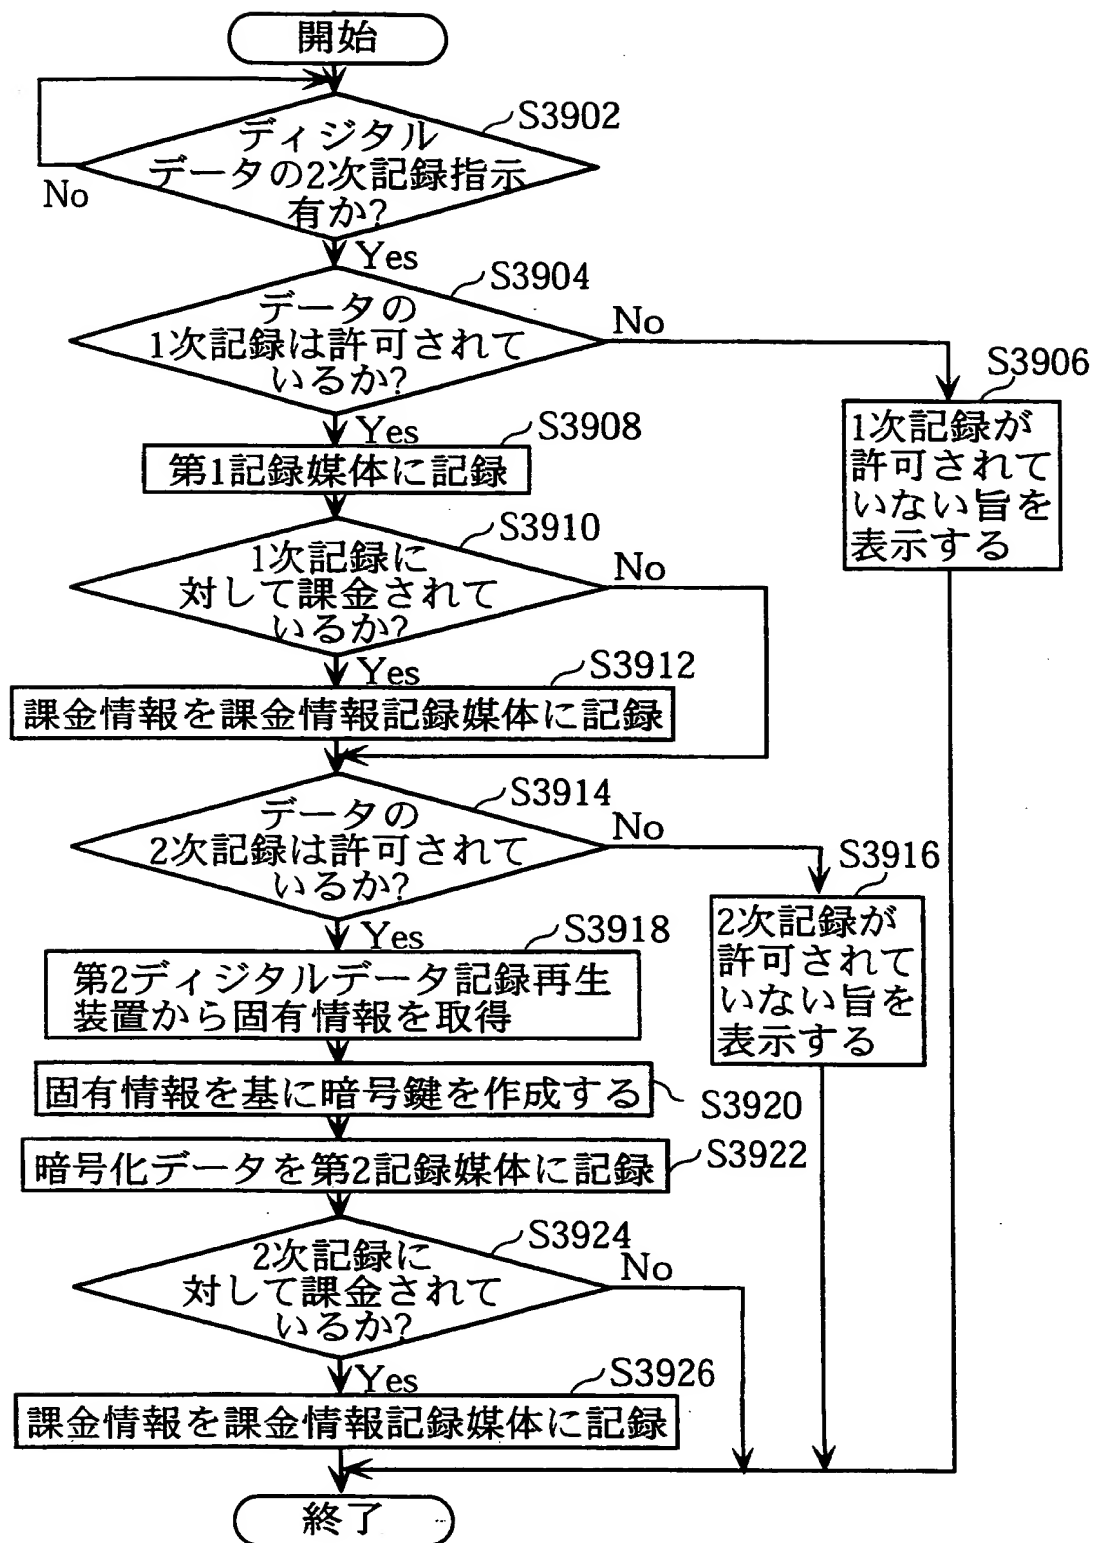 開始
S3902
ディジタル
データの2次記録指示
有か?
No
Yes
S3904
データの
1次記録は許可されて
いるか?
No
S3906
1次記録が
許可されて
いない旨を
表示する
Yes
S3908
第1記録媒体に記録
S3910
1次記録に
対して課金されて
いるか?
No
Yes
S3912
課金情報を課金情報記録媒体に記録
S3914
データの
2次記録は許可されて
いるか?
No
S3916
2次記録が
許可されて
いない旨を
表示する
Yes
S3918
第2ディジタルデータ記録再生
装置から固有情報を取得
固有情報を基に暗号鍵を作成する
S3920
暗号化データを第2記録媒体に記録
S3922
S3924
2次記録に
対して課金されて
いるか?
No
Yes
S3926
課金情報を課金情報記録媒体に記録
終了